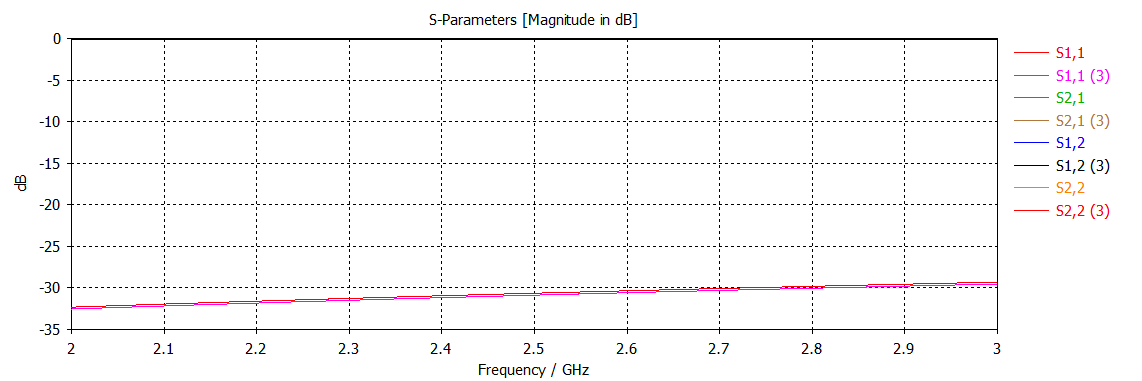 S-Parameters [Magnitude in dB]
0
-5
-10
-15
-20
-25
-30
-35
dB
2
2.1
2.2
2.3
2.4
2.5
2.6
2.7
2.8
2.9
3
Frequency / GHz
S1,1
S1,1 (3)
S2,1
S2,1 (3)
S1,2
S1,2 (3)
S2,2
S2,2 (3)